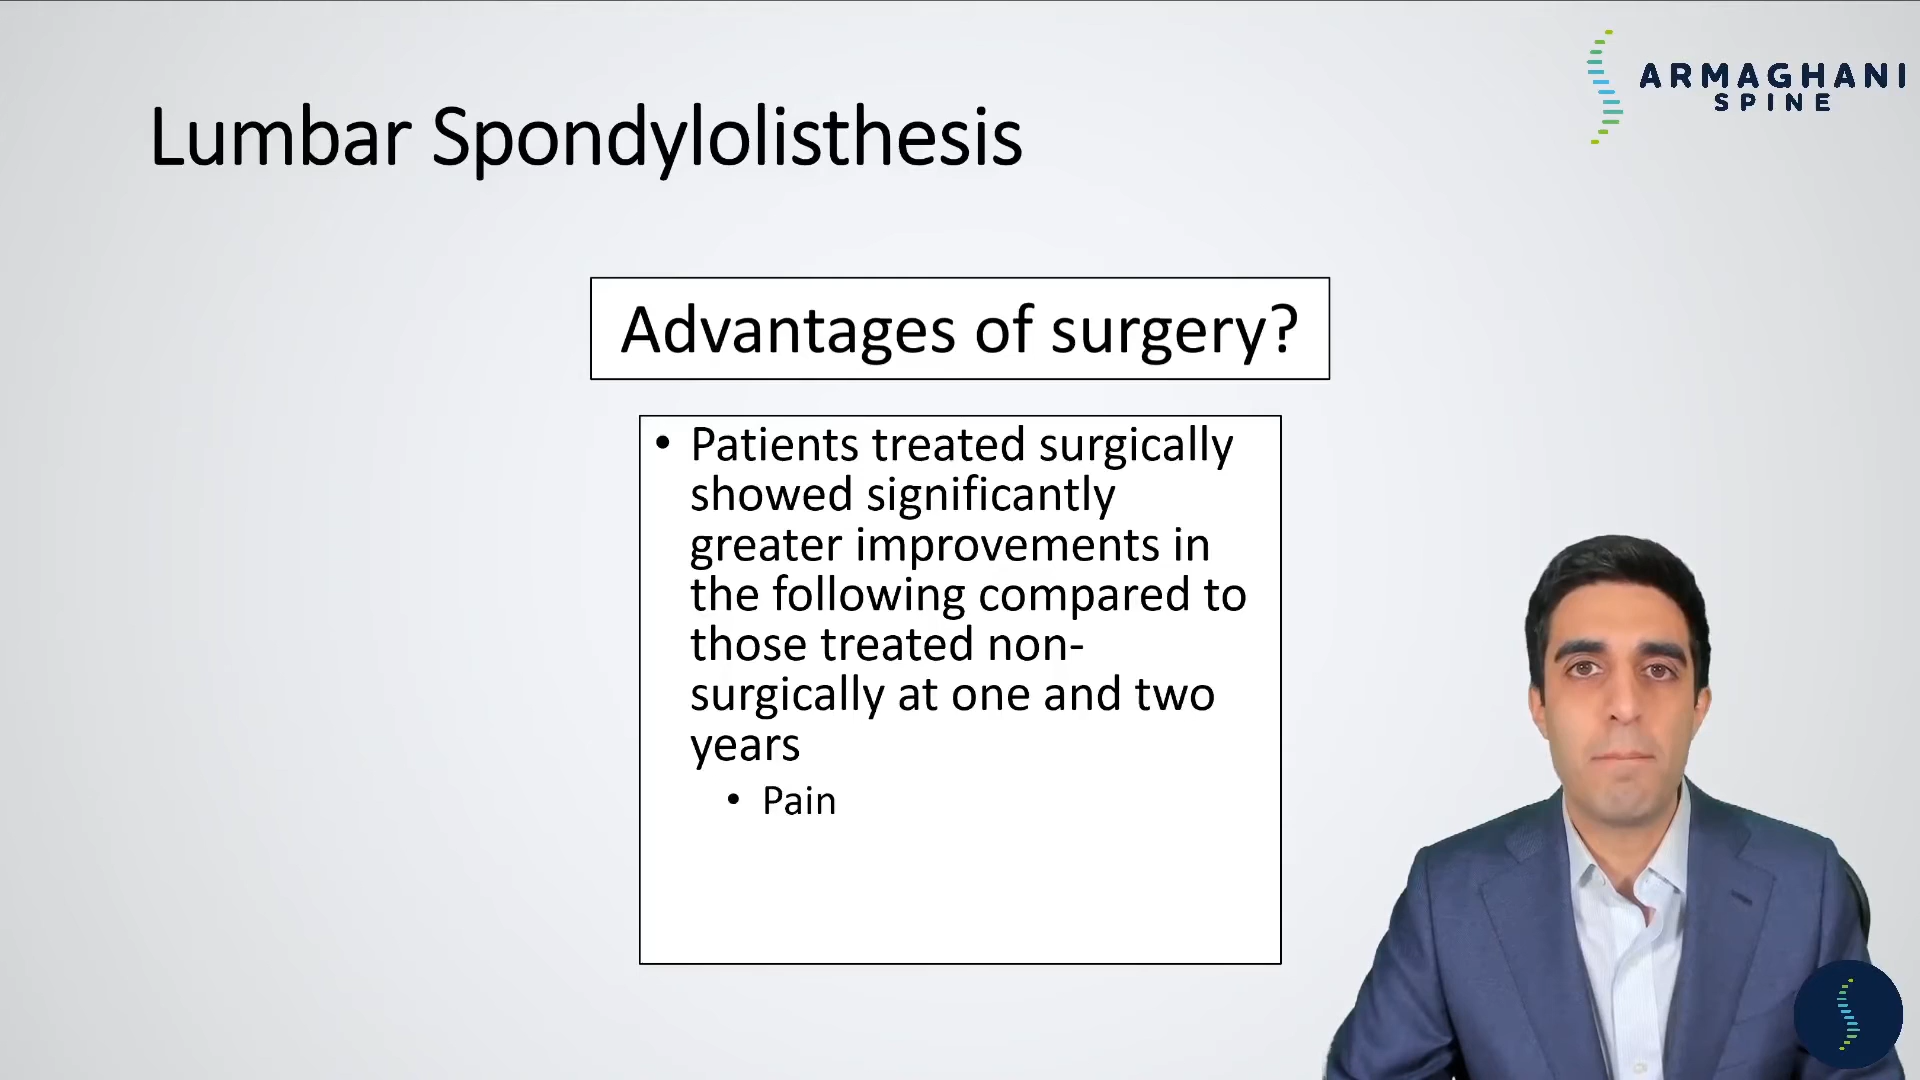 ARMAGHANI
SPINE
Lumbar Spondylolisthesis
Advantages of surgery?
• Patients treated surgically
showed significantly
greater improvements in
the following compared to
those treated non-
surgically at one and two
years
• Pain